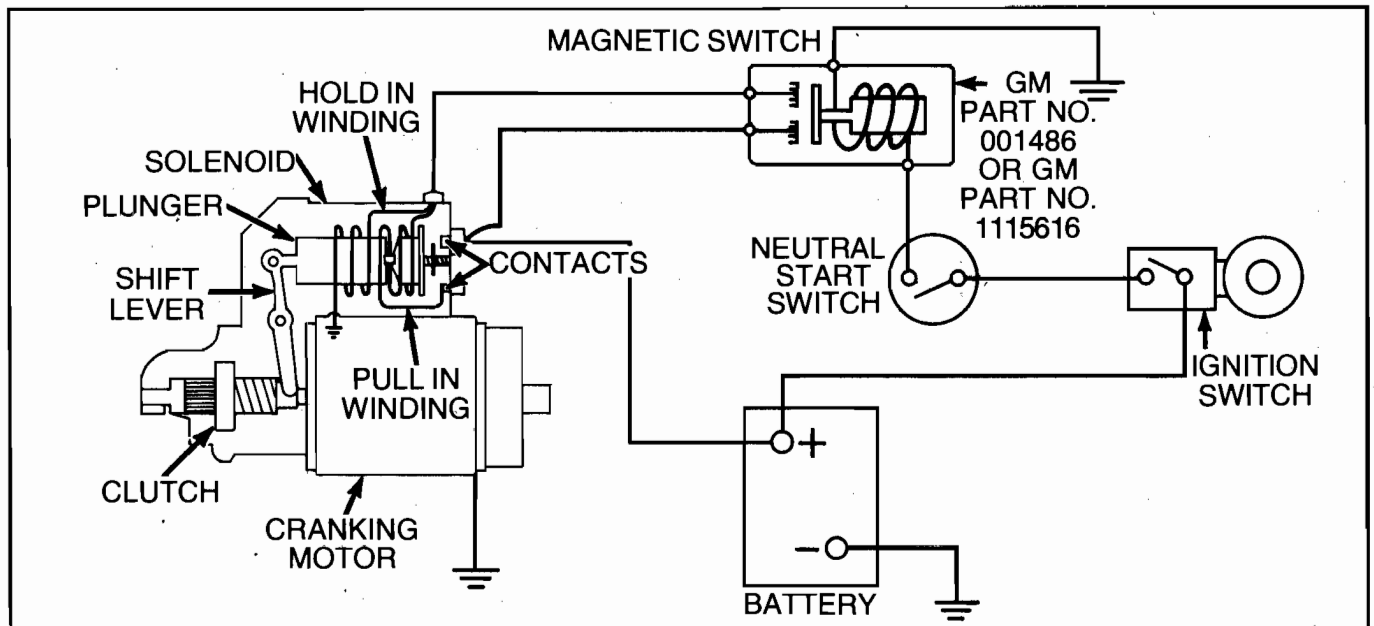 MAGNETIC SWITCH
HOLD IN
WINDING
SOLENOID
PLUNGER
SHIFT
LEVER
CONTACTS
PULL IN
WINDING
CLUTCH
CRANKING
MOTOR
GM
PART NO.
001486
OR GM
PART NO.
1115616
NEUTRAL
START
SWITCH
IGNITION
SWITCH
+
-
BATTERY